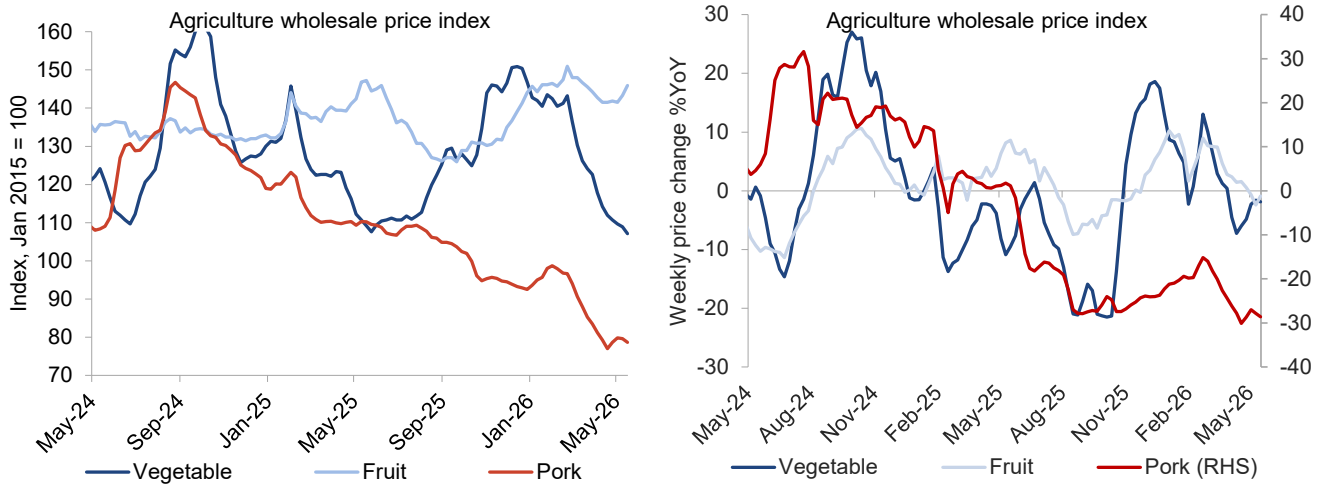 Agriculture wholesale price index
Index, Jan 2015 = 100
160
150
140
130
120
110
100
90
80
70
May-24
Sep-24
Jan-25
May-25
Sep-25
Jan-26
May-26
Vegetable
Fruit
Pork
Agriculture wholesale price index
Weekly price change %YoY
30
20
10
0
-10
-20
-30
40
30
20
10
0
-10
-20
-30
-40
May-24
Aug-24
Nov-24
Feb-25
May-25
Aug-25
Nov-25
Feb-26
May-26
Vegetable
Fruit
Pork (RHS)